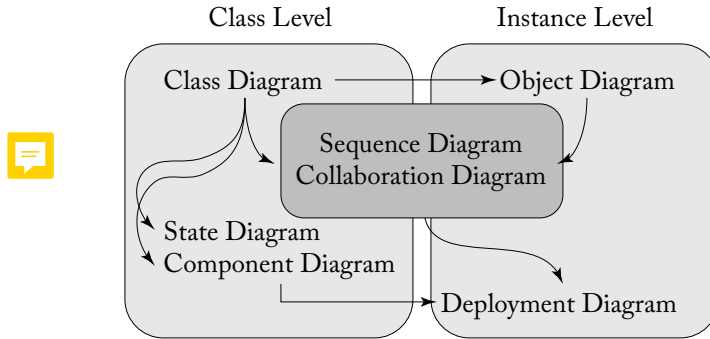 Class Level
Instance Level
Class Diagram
Object Diagram
Sequence Diagram
Collaboration Diagram
State Diagram
Component Diagram
Deployment Diagram